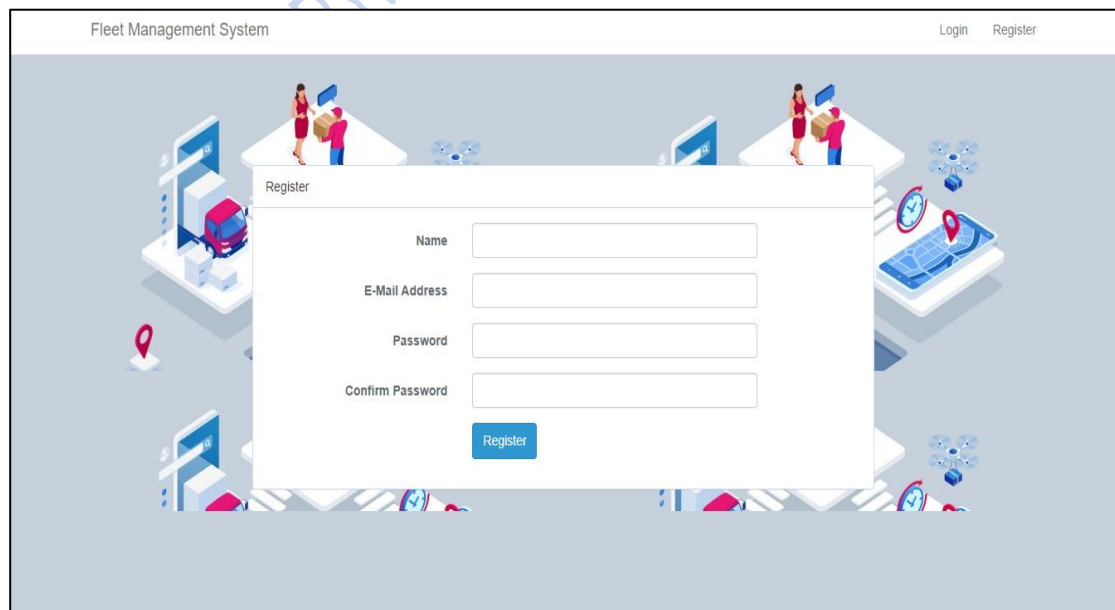 Fleet Management System
Login Register
Register
Name
E-Mail Address
Password
Confirm Password
Register